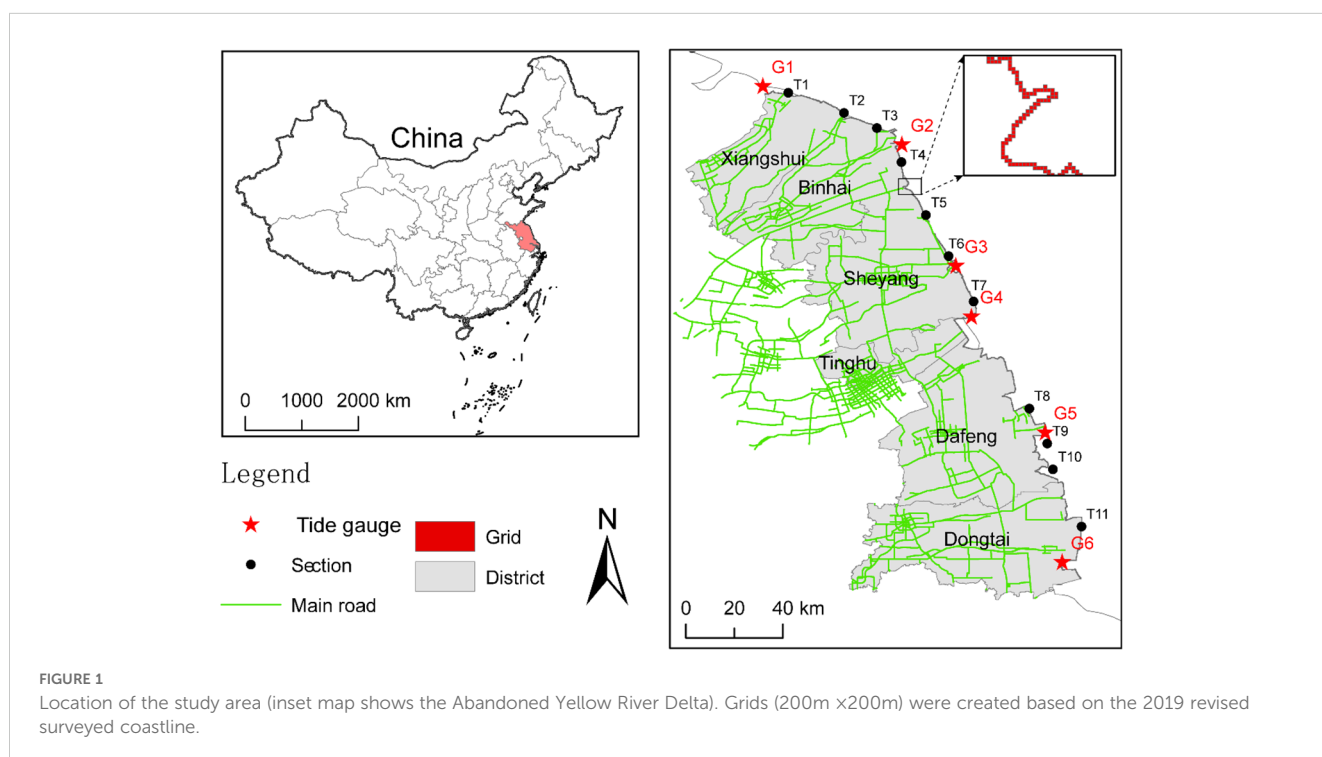 China
0 1000 2000 km
Legend
Tide gauge
Section
Main road
Grid
District
N
G1
T1
T2
T3
G2
T4
Xiangshui
Binhai
T5
T6
G3
Sheyang
T7
G4
Tinghu
T8
G5
T9
Dafeng
T10
T11
Dongtai
G6
0 20 40 km
FIGURE 1
Location of the study area (inset map shows the Abandoned Yellow River Delta). Grids (200m ×200m) were created based on the 2019 revised
surveyed coastline.